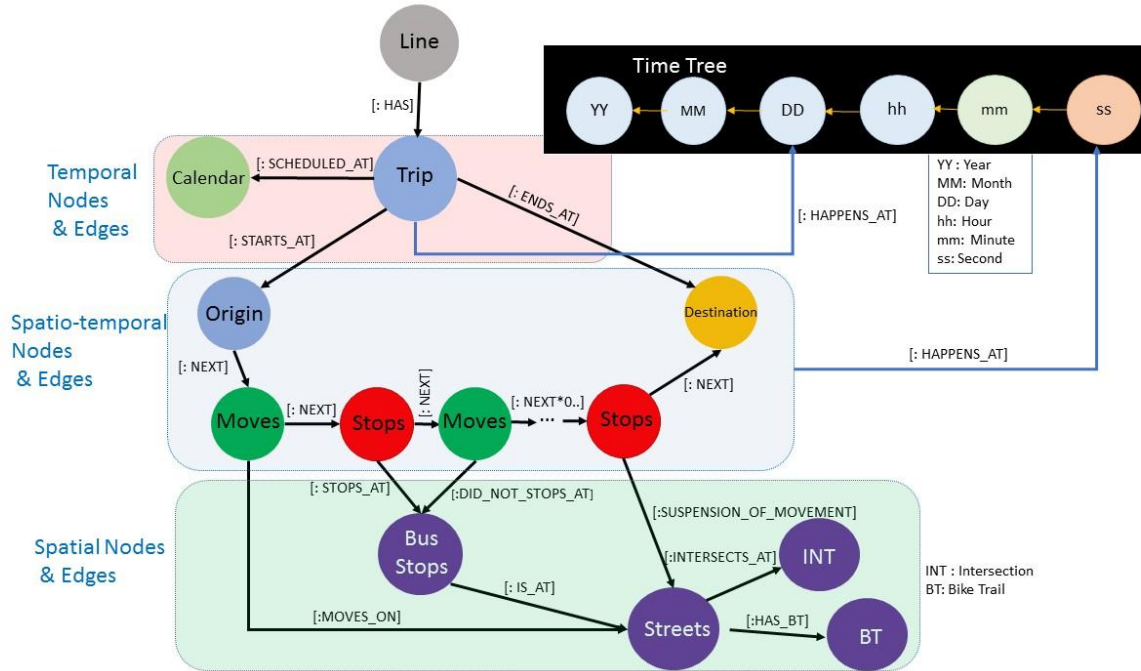 Line
Time Tree
[: HAS]
YY
MM
DD
hh
mm
ss
Temporal
Nodes
& Edges
Calendar
[: SCHEDULED_AT]
Trip
[: ENDS_AT]
[: STARTS_AT]
[: HAPPENS_AT]
YY : Year
MM: Month
DD: Day
hh: Hour
mm: Minute
ss: Second
Spatio-temporal
Nodes
& Edges
Origin
Destination
[: HAPPENS_AT]
[: NEXT]
[: NEXT]
[: NEXT]
[: NEXT*0..]
[: NEXT]
Moves
Stops
Moves
...
Stops
Spatial Nodes
& Edges
[: STOPS_AT]
[:DID_NOT_STOPS_AT]
[:SUSPENSION_OF_MOVEMENT]
Bus
Stops
[:INTERSECTS_AT]
INT
[: IS_AT]
[:MOVES_ON]
Streets
[:HAS_BT]
BT
INT : Intersection
BT: Bike Trail